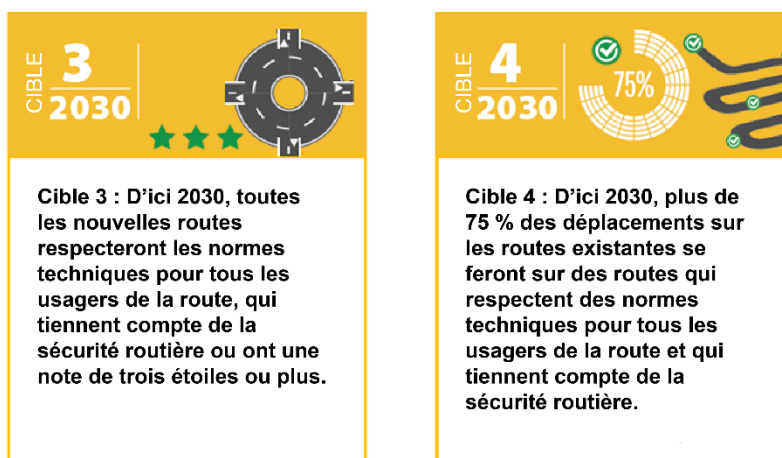 CIBLE
3
2030
Cible 3 : D’ici 2030, toutes
les nouvelles routes
respecteront les normes
techniques pour tous les
usagers de la route, qui
tiennent compte de la
sécurité routière ou ont une
note de trois étoiles ou plus.
CIBLE
4
2030
75%
Cible 4 : D’ici 2030, plus de
75 % des déplacements sur
les routes existantes se
feront sur des routes qui
respectent des normes
techniques pour tous les
usagers de la route et qui
tiennent compte de la
sécurité routière.